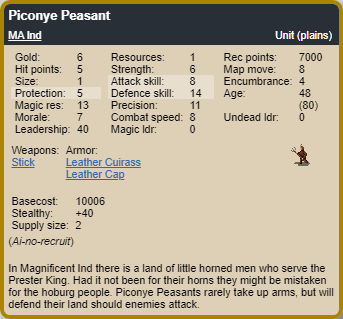 Piconye Peasant
MA Ind Unit (plains)
Gold: 6 Resources: 1 Rec points: 7000
Hit points: 5 Strength: 6 Map move: 8
Size: 1 Attack skill: 8 Encumbrance: 4
Protection: 5 Defence skill: 14 Age: 48
Magic res: 13 Precision: 11 (80)
Morale: 7 Combat speed: 8 Undead ldr: 0
Leadership: 40 Magic ldr: 0
Weapons: Armor:
Stick Leather Cuirass
Leather Cap
Basecost: 10006
Stealthy: +40
Supply size: 2
(Ai-no-recruit)
In Magnificent Ind there is a land of little horned men who serve the
Prester King. Had it not been for their horns they might be mistaken
for the hoburg people. Piconye Peasants rarely take up arms, but will
defend their land should enemies attack.